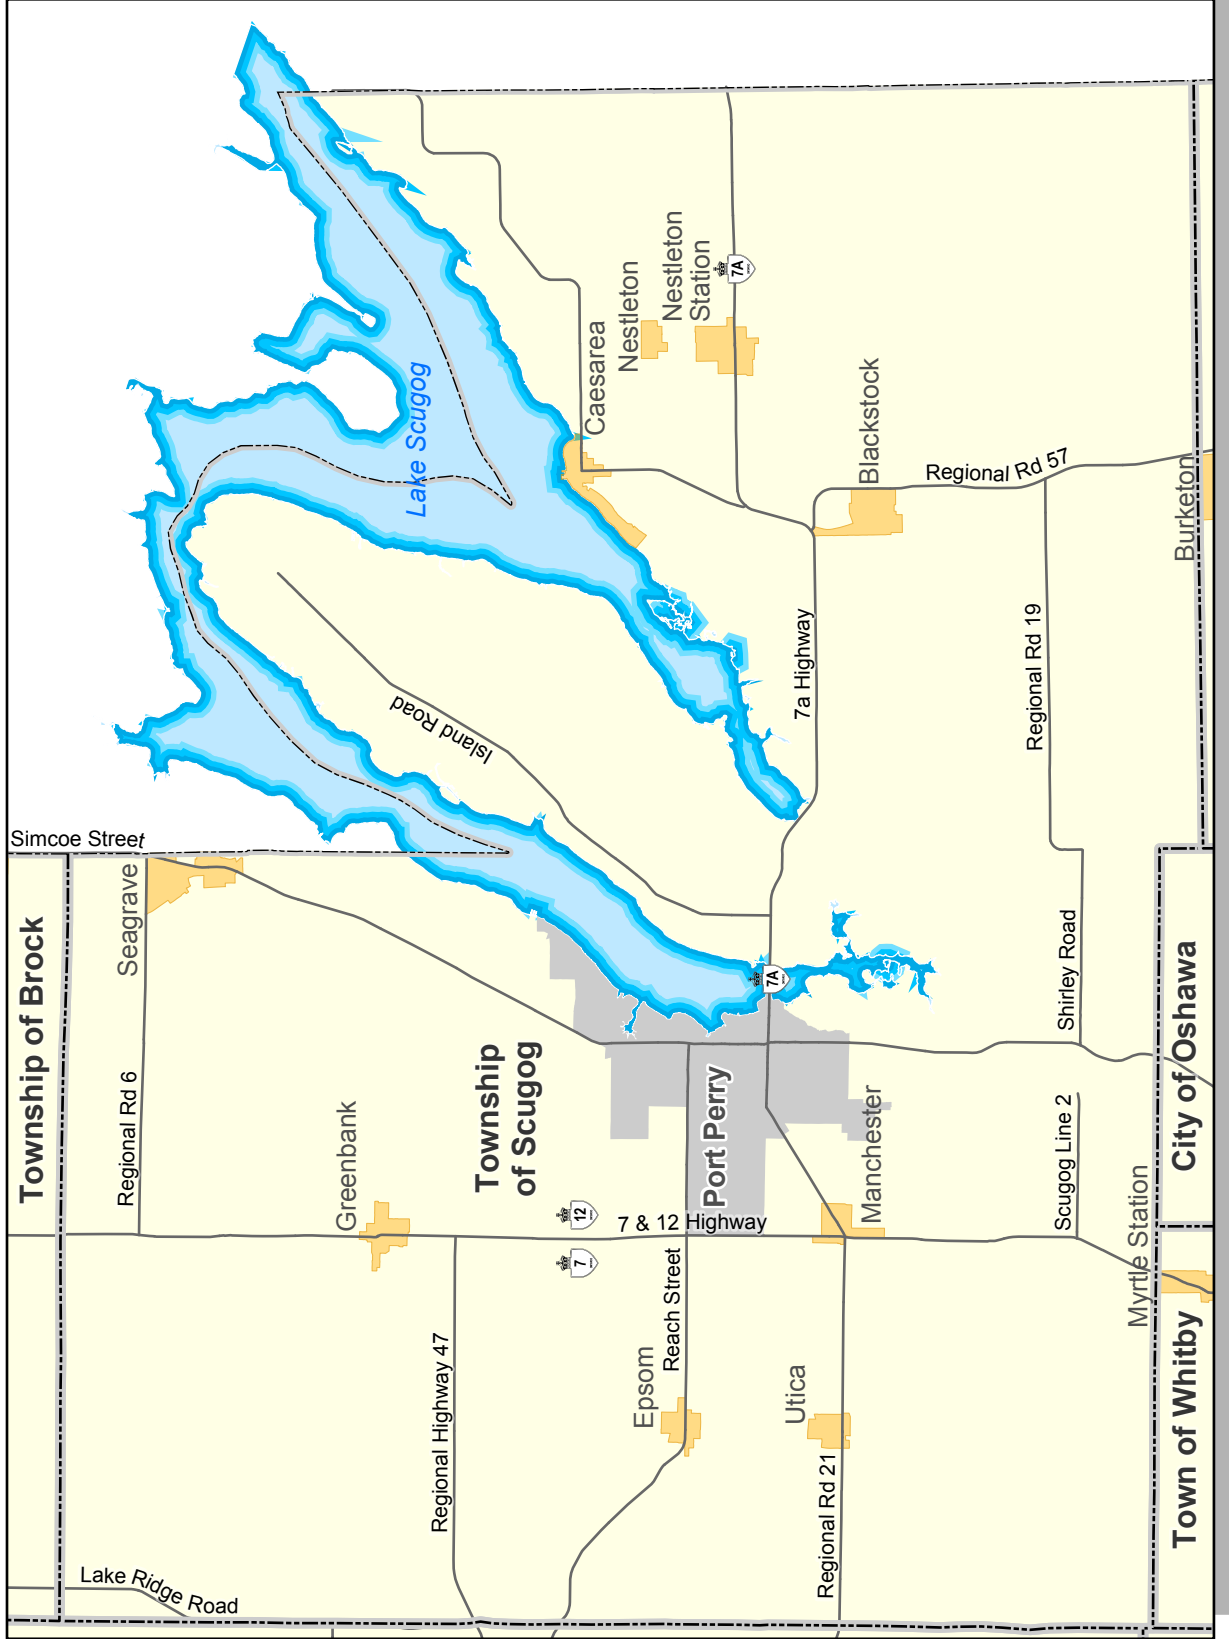 Simcoe Street
Township of Brock
Seagrave
Regional Rd 6
Lake Ridge Road
Greenbank
Regional Highway 47
Township
of Scugog
12
7
7 & 12 Highway
Island Road
Lake Scugog
Caesarea
Nestleton
Nestleton
Station
7A
Blackstock
Regional Rd 57
Burketon
7a Highway
Regional Rd 19
7A
Port Perry
Reach Street
Epsom
Utica
Regional Rd 21
Manchester
Shirley Road
Scugog Line 2
Myrtle Station
City of Oshawa
Town of Whitby